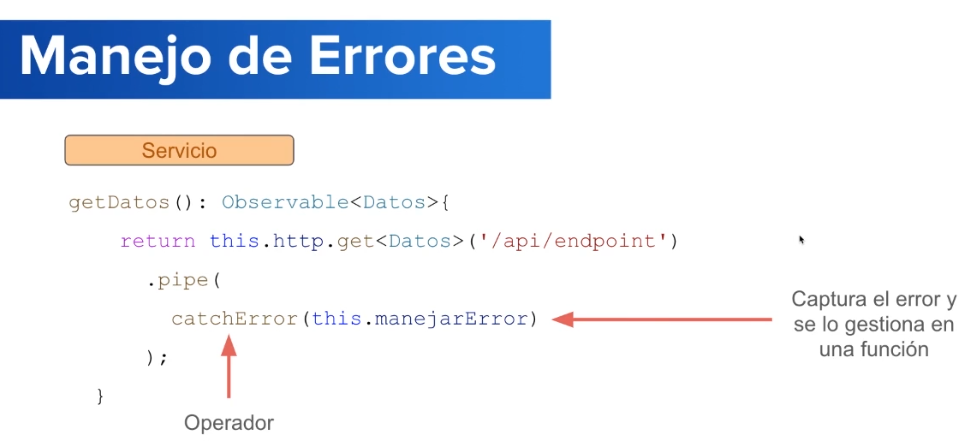 Manejo de Errores
Servicio
getDatos(): Observable<Datos>{
return this.http.get<Datos>('/api/endpoint')
.pipe(
catchError(this.manejarError)
);
}
Captura el error y
se lo gestiona en
una función
Operador